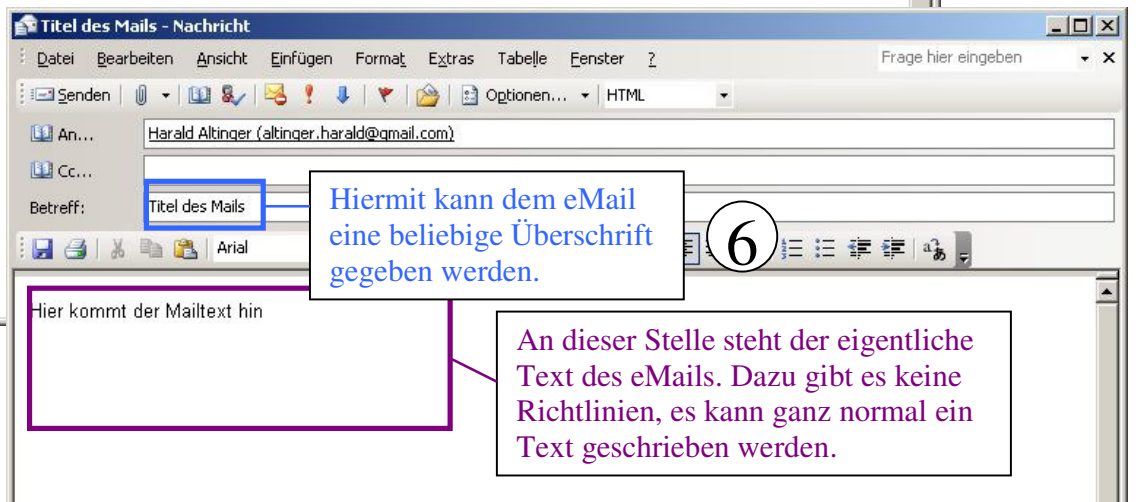 Titel des Mails - Nachricht
Datei Bearbeiten Ansicht Einfügen Format Extras Tabelle Fenster ? Frage hier eingeben
Senden Optionen... HTML
An... Harald Altinger (altinger.harald@gmail.com)
Cc...
Betreff: Titel des Mails
Hiermit kann dem eMail
eine beliebige Überschrift
gegeben werden.
Arial
6
Hier kommt der Mailtext hin
An dieser Stelle steht der eigentliche
Text des eMails. Dazu gibt es keine
Richtlinien, es kann ganz normal ein
Text geschrieben werden.